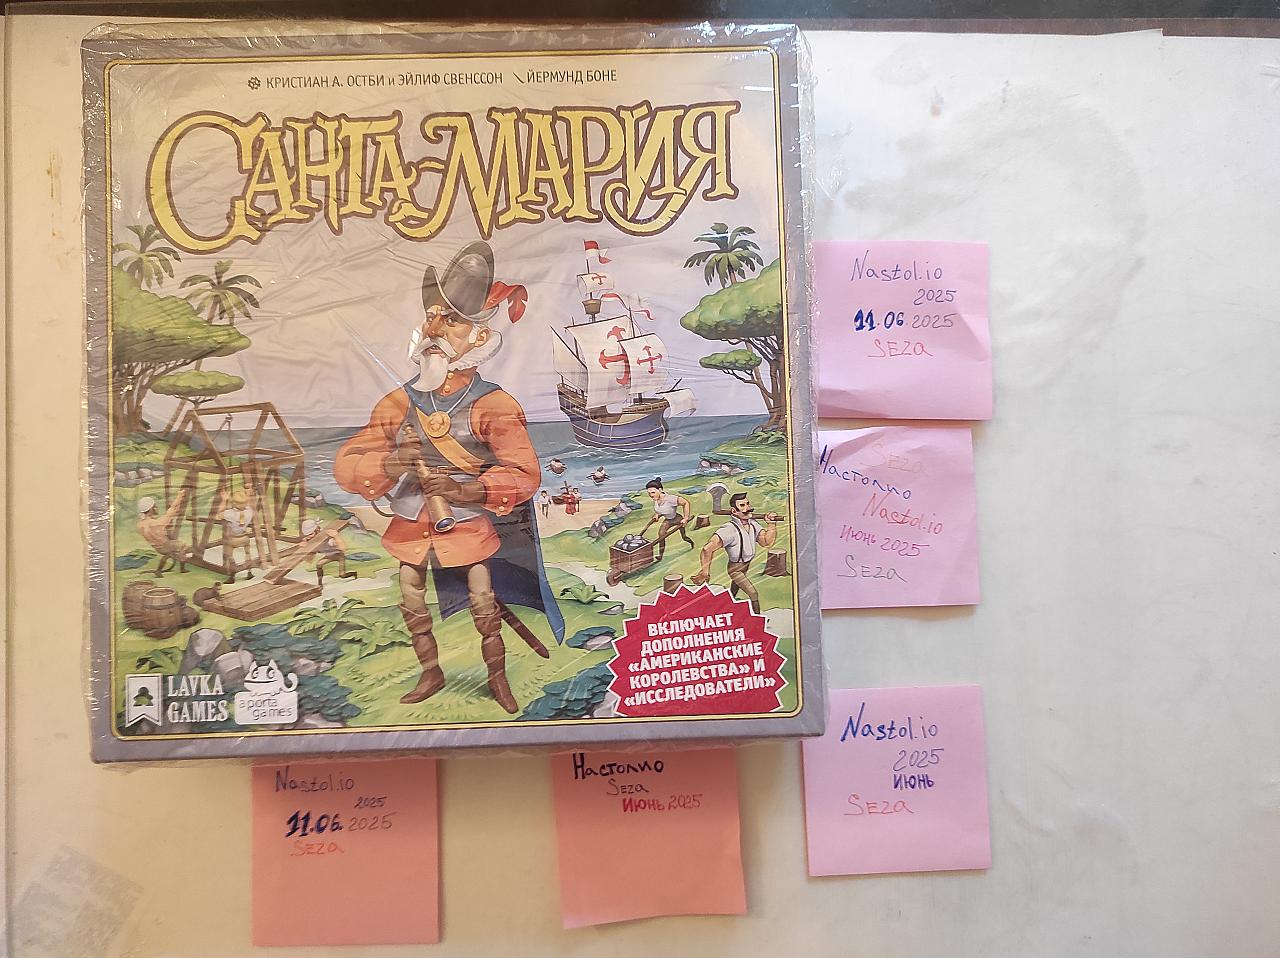 КРИСТИАН А. ОСТБИ и ЭЙЛИФ СВЕНССОН ЙЕРМУНД БОНЕ
САНТА-МАРИЯ
ВКЛЮЧАЕТ
ДОПОЛНЕНИЯ
«АМЕРИКАНСКИЕ
КОРОЛЕВСТВА» И
«ИССЛЕДОВАТЕЛИ»
LAVKA
GAMES
aporta
games
Nastol.io
2025
11.06.2025
SEZa
SEZa
Настолио
Nastol.io
Июнь 2025
SEZa
Nastol.io
2025
ИЮНЬ
SEZa
Nastol.io
2025
11.06.2025
SEZa
Настолио
SEZa
Июнь 2025